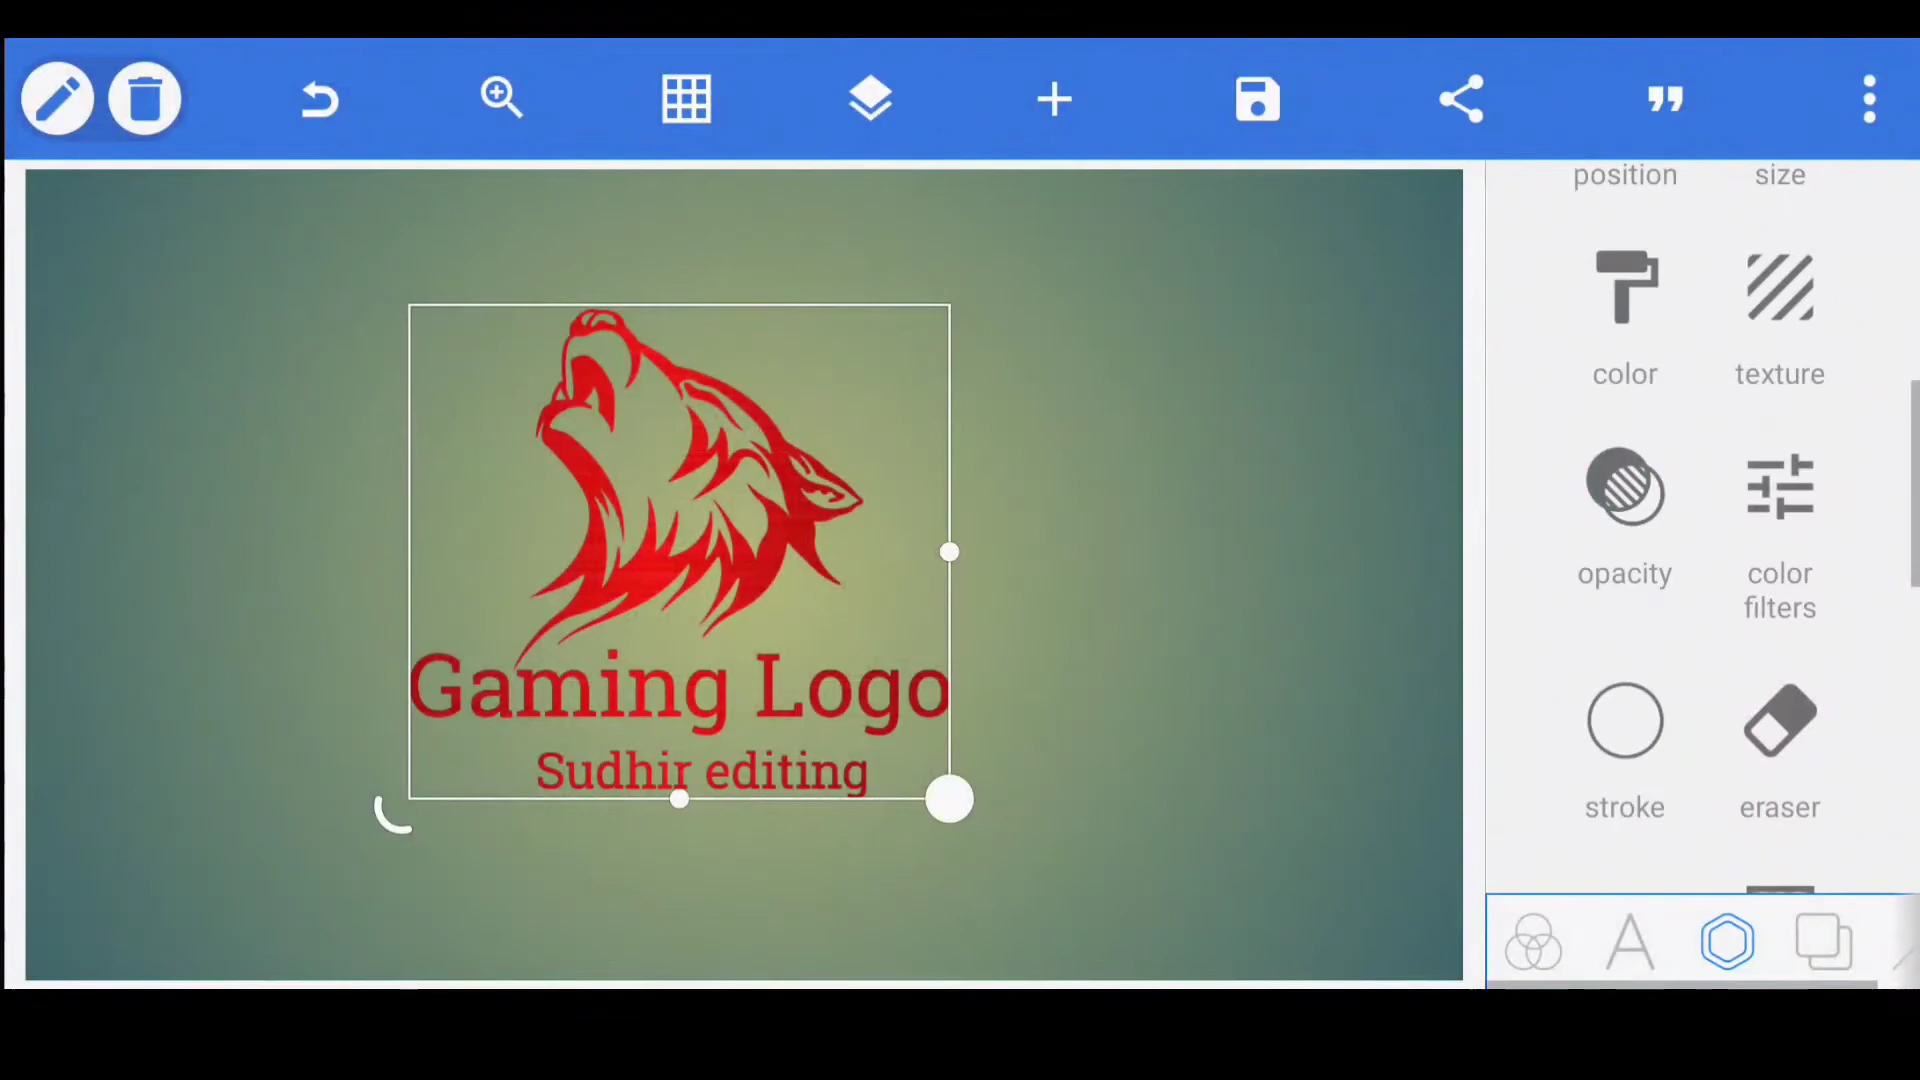 position size
color texture
opacity color
filters
stroke eraser
Gaming Logo
Sudhir editing